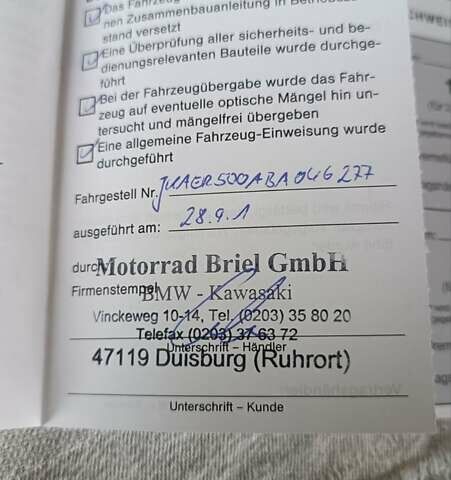 Das Fahrzeug
nen Zusammenbauanleitung in
stand versetzt
Eine Überprüfung aller sicherheits- und be-
dienungsrelevanten Bauteile wurde durchge-
führt
Bei der Fahrzeugübergabe wurde das Fahr-
zeug auf eventuelle optische Mängel hin un-
tersucht und mängelfrei übergeben
Eine allgemeine Fahrzeug-Einweisung wurde
durchgeführt
Fahrgestell Nr. JKAER500ABA046277
ausgeführt am: 28.9.1
durch Motorrad Briel GmbH
Firmenstempel BMW - Kawasaki
Vinckeweg 10-14, Tel. (0203) 35 80 20
Telefax (0203) 37 63 72
Unterschrift – Händler
47119 Duisburg (Ruhrort)
Unterschrift – Kunde